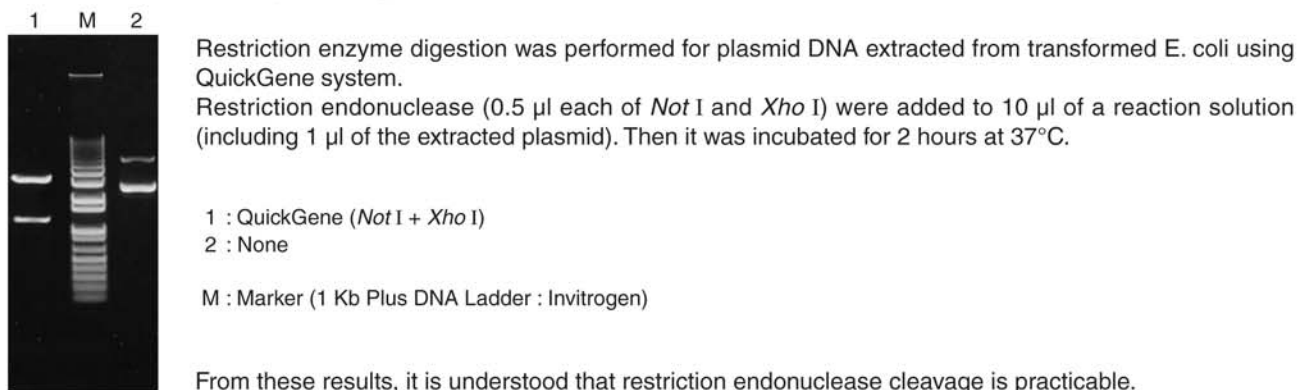 1 M 2
Restriction enzyme digestion was performed for plasmid DNA extracted from transformed E. coli using
QuickGene system.
Restriction endonuclease (0.5 µl each of Not I and Xho I) were added to 10 µl of a reaction solution
(including 1 µl of the extracted plasmid). Then it was incubated for 2 hours at 37°C.
1 : QuickGene (Not I + Xho I)
2 : None
M : Marker (1 Kb Plus DNA Ladder : Invitrogen)
From these results, it is understood that restriction endonuclease cleavage is practicable.